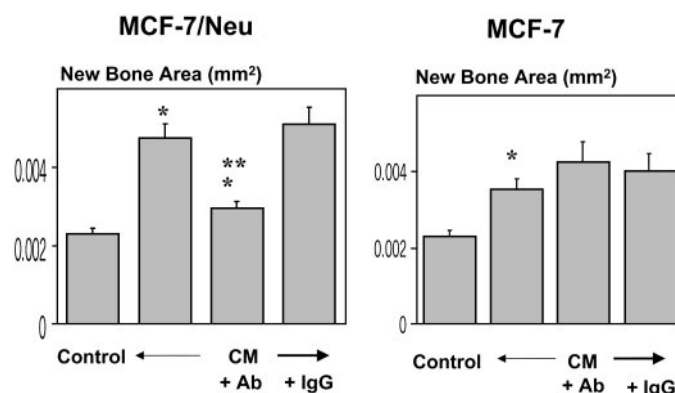 MCF-7/Neu
New Bone Area (mm²)
0.004
0.002
0
*
**
*
Control CM
+ Ab + IgG
MCF-7
New Bone Area (mm²)
0.004
0.002
0
*
Control CM
+ Ab + IgG